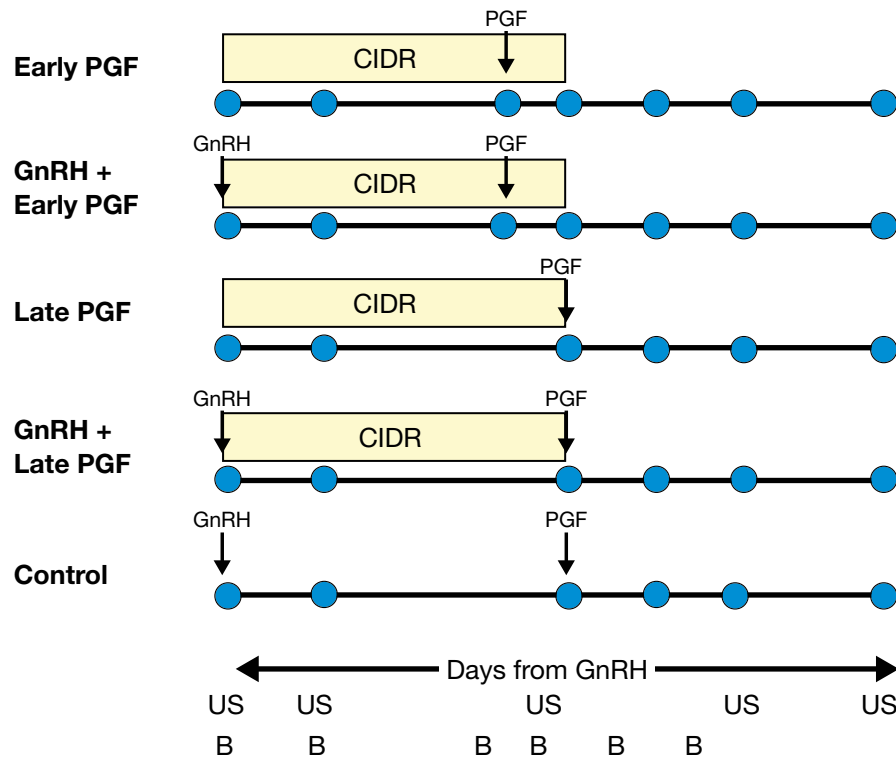 PGF
Early PGF
CIDR
GnRH
PGF
GnRH +
Early PGF
CIDR
PGF
Late PGF
CIDR
GnRH
PGF
GnRH +
Late PGF
CIDR
GnRH
PGF
Control
Days from GnRH
US US US US US
B B B B B B